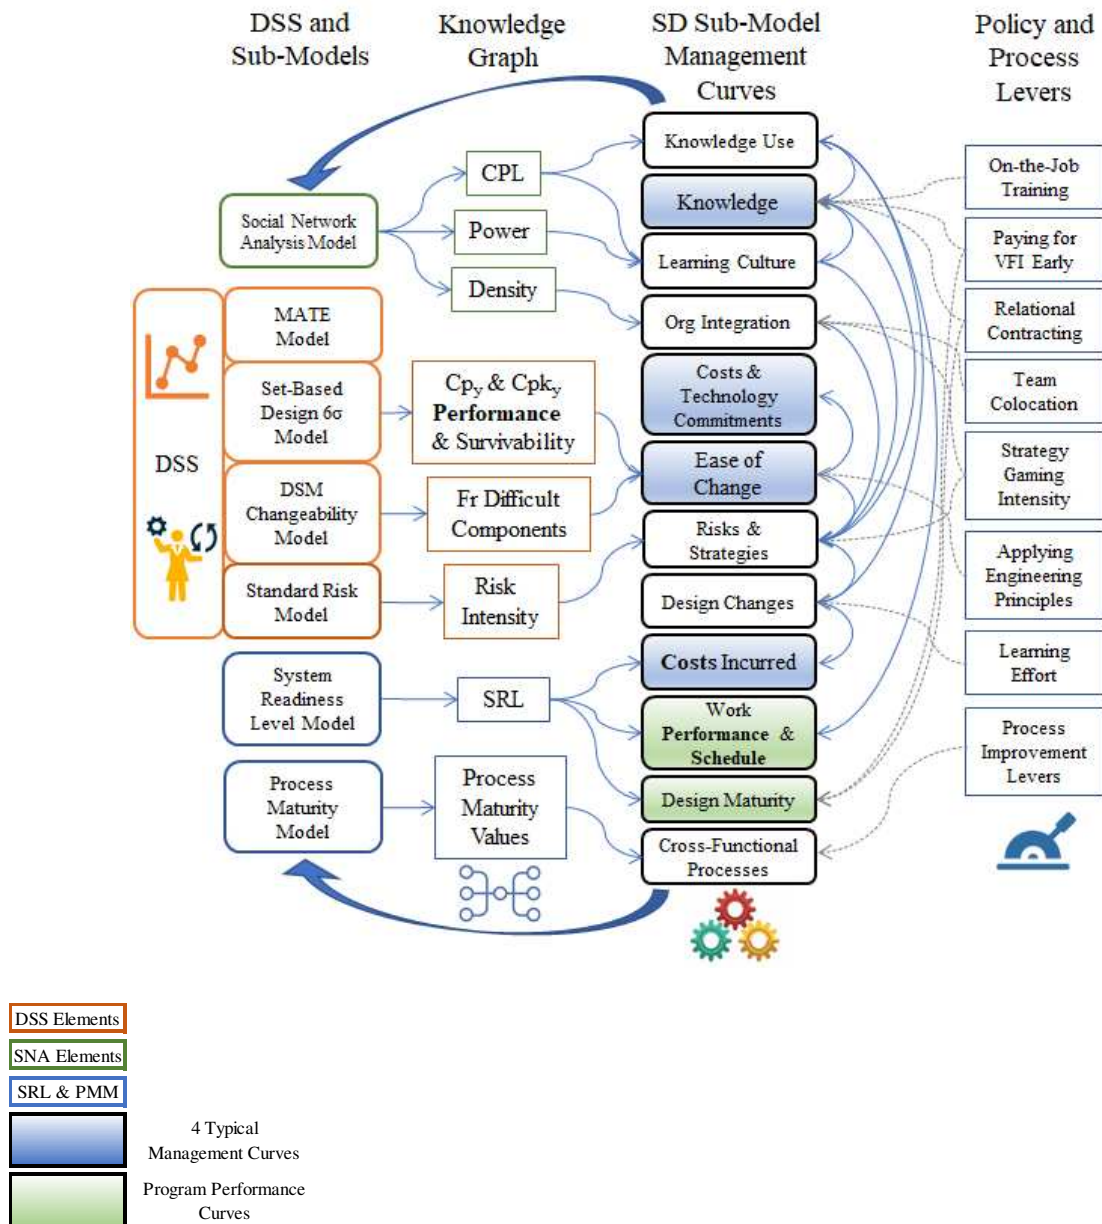 DSS and
Sub-Models
Knowledge
Graph
SD Sub-Model
Management
Curves
Policy and
Process
Levers
Social Network
Analysis Model
DSS
MATE
Model
Set-Based
Design 6σ
Model
DSM
Changeability
Model
Standard Risk
Model
System
Readiness
Level Model
Process
Maturity
Model
CPL
Power
Density
Cpy & Cpky
Performance
& Survivability
Fr Difficult
Components
Risk
Intensity
SRL
Process
Maturity
Values
Knowledge Use
Knowledge
Learning Culture
Org Integration
Costs &
Technology
Commitments
Ease of
Change
Risks &
Strategies
Design Changes
Costs Incurred
Work
Performance &
Schedule
Design Maturity
Cross-Functional
Processes
On-the-Job
Training
Paying for
VFI Early
Relational
Contracting
Team
Colocation
Strategy
Gaming
Intensity
Applying
Engineering
Principles
Learning
Effort
Process
Improvement
Levers
DSS Elements
SNA Elements
SRL & PMM
4 Typical
Management Curves
Program Performance
Curves